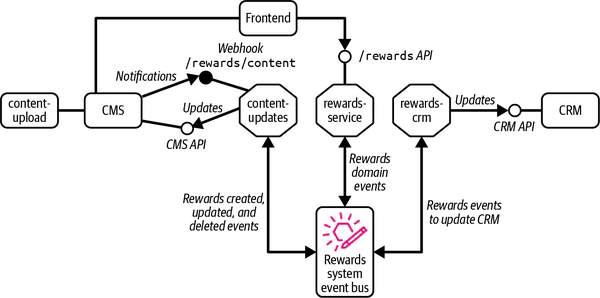 Frontend
Webhook
/rewards/content
/rewards API
Notifications
content-
upload
CMS
Updates
CMS API
content-
updates
rewards-
service
rewards-
crm
Updates
CRM API
CRM
Rewards
domain
events
Rewards created,
updated, and
deleted events
Rewards events
to update CRM
Rewards
system
event bus